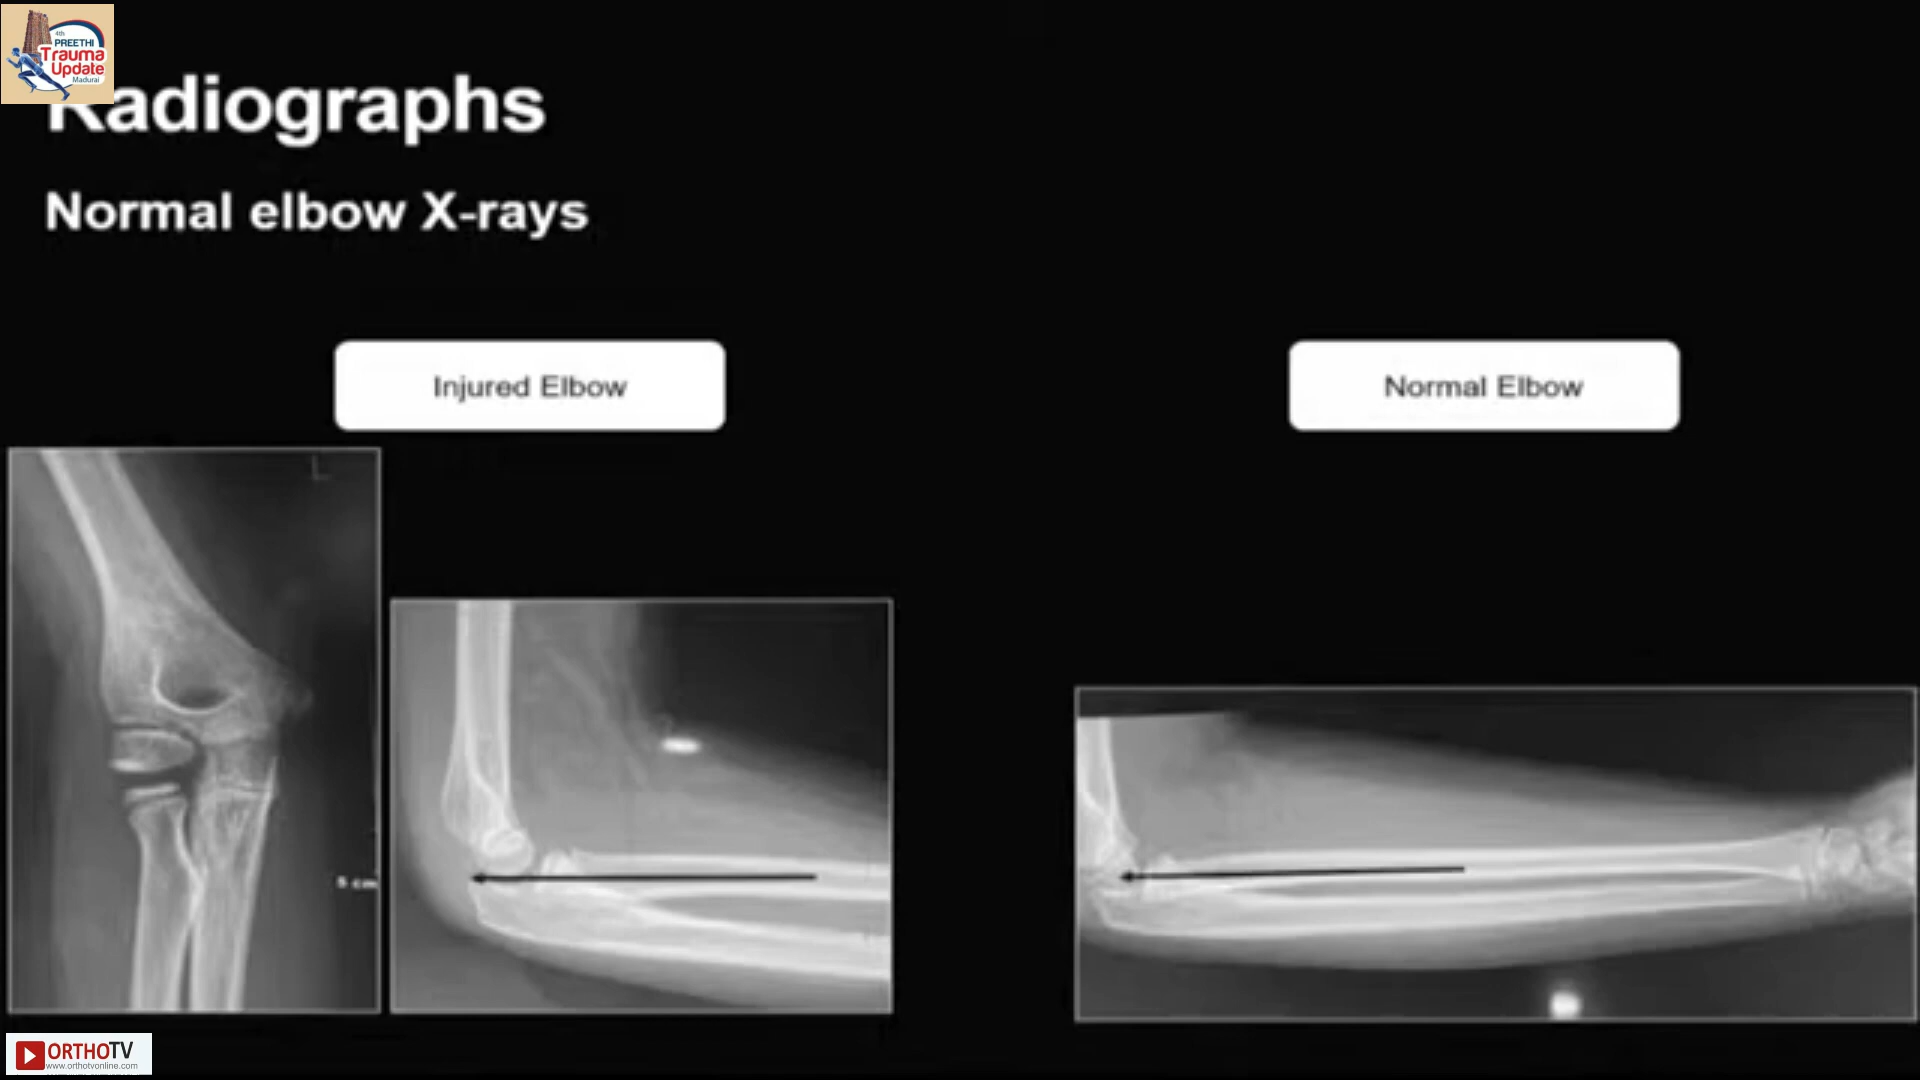 4th
PREETHI
Trauma
Update
Madurai
Radiographs
Normal elbow X-rays
Injured Elbow
Normal Elbow
L
5 cm
ORTHOTV
www.orthotvonline.com